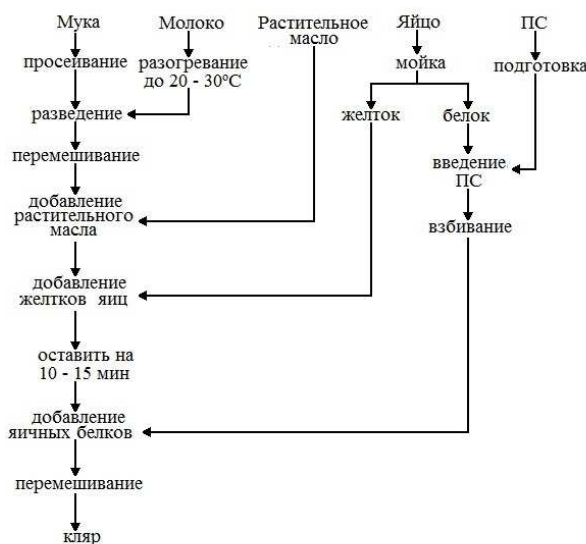 Мука
Молоко
Растительное
масло
Яйцо
ПС
просеивание
разогревание
до 20 - 30ºС
мойка
подготовка
разведение
желток
белок
перемешивание
введение
ПС
добавление
растительного
масла
взбивание
добавление
желтков яиц
оставить на
10 - 15 мин
добавление
яичных белков
перемешивание
кляр